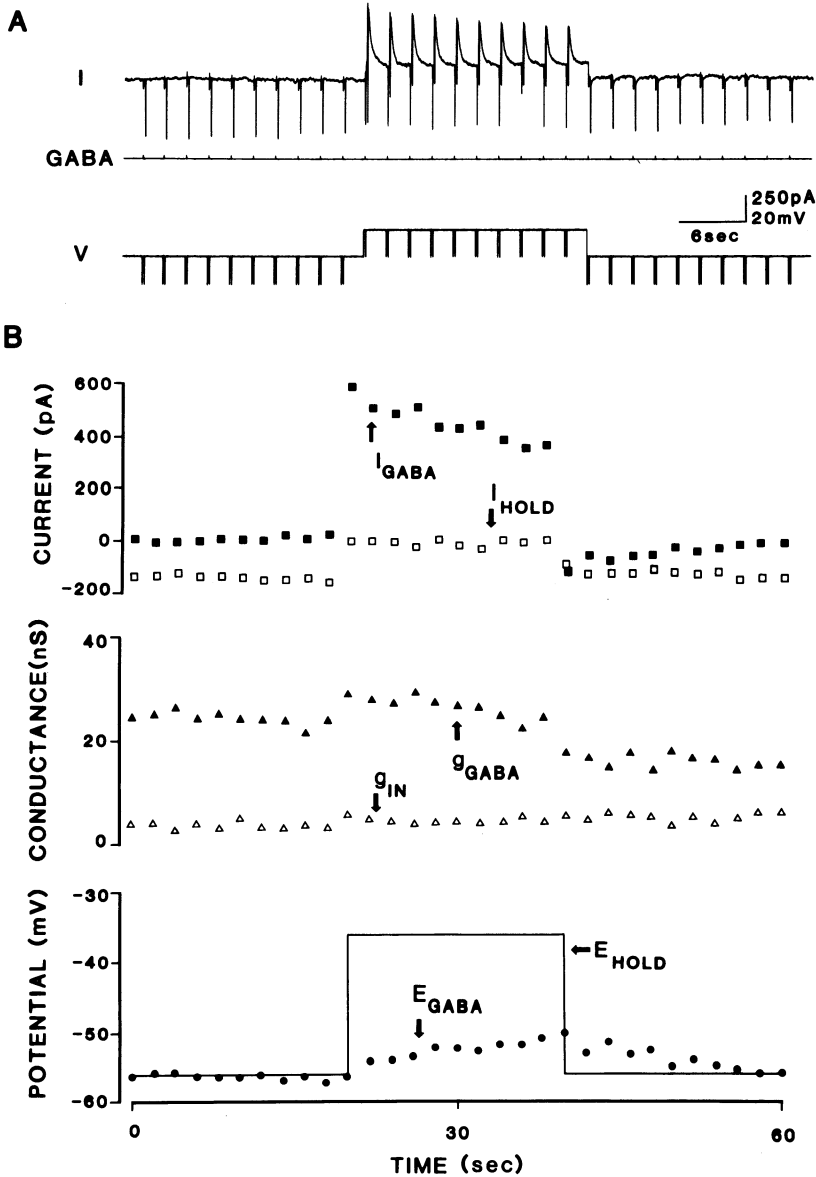 A
I
GABA
250pA
20mV
6sec
V
B
CURRENT (pA)
600
400
200
0
-200
IGABA
IHOLD
CONDUCTANCE(nS)
40
20
0
gGABA
gIN
POTENTIAL (mV)
-30
-40
-50
-60
EHOLD
EGABA
0
30
60
TIME (sec)